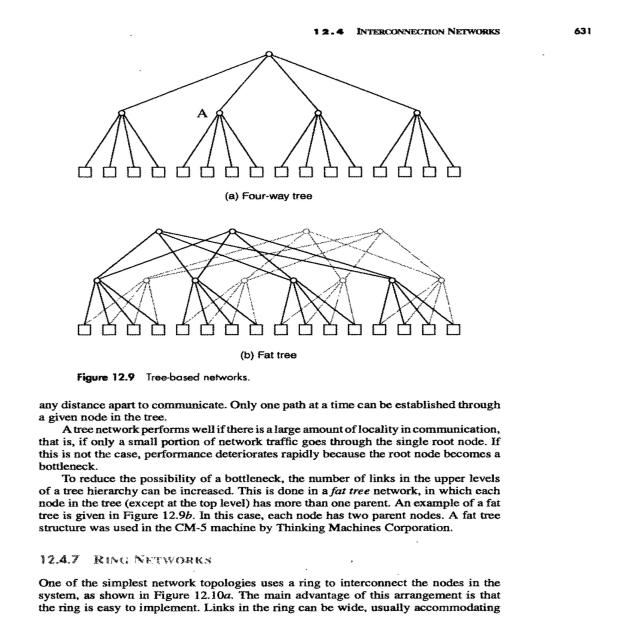 12.4 INTERCONNECTION NETWORKS 631
A
(a) Four-way tree
(b) Fat tree
Figure 12.9 Tree-based networks.
any distance apart to communicate. Only one path at a time can be established through
a given node in the tree.
A tree network performs well if there is a large amount of locality in communication,
that is, if only a small portion of network traffic goes through the single root node. If
this is not the case, performance deteriorates rapidly because the root node becomes a
bottleneck.
To reduce the possibility of a bottleneck, the number of links in the upper levels
of a tree hierarchy can be increased. This is done in a fat tree network, in which each
node in the tree (except at the top level) has more than one parent. An example of a fat
tree is given in Figure 12.9b. In this case, each node has two parent nodes. A fat tree
structure was used in the CM-5 machine by Thinking Machines Corporation.
12.4.7 RING NETWORKS
One of the simplest network topologies uses a ring to interconnect the nodes in the
system, as shown in Figure 12.10a. The main advantage of this arrangement is that
the ring is easy to implement. Links in the ring can be wide, usually accommodating